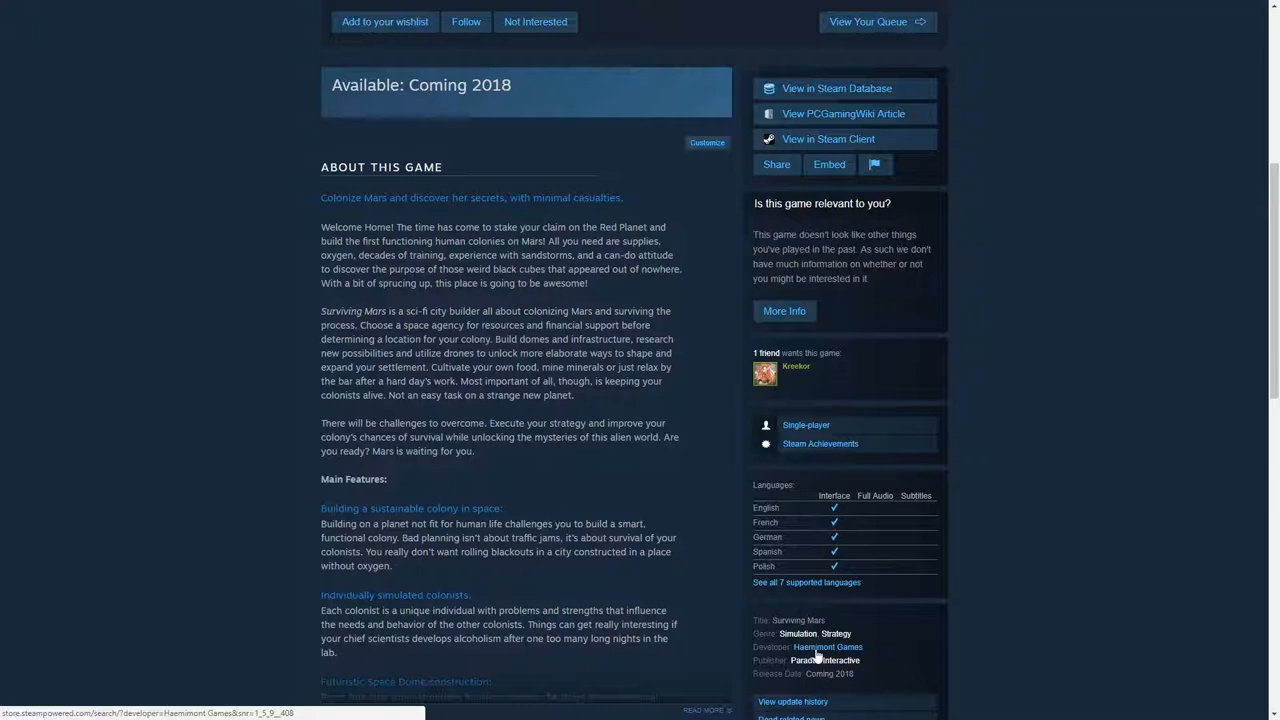 Add to your wishlist
Follow
Not Interested
View Your Queue
Available: Coming 2018
Customize
ABOUT THIS GAME
Colonize Mars and discover her secrets, with minimal casualties.
Welcome Home! The time has come to stake your claim on the Red Planet and
build the first functioning human colonies on Mars! All you need are supplies,
oxygen, decades of training, experience with sandstorms, and a can-do attitude
to discover the purpose of those weird black cubes that appeared out of nowhere.
With a bit of sprucing up, this place is going to be awesome!
Surviving Mars is a sci-fi city builder all about colonizing Mars and surviving the
process. Choose a space agency for resources and financial support before
determining a location for your colony. Build domes and infrastructure, research
new possibilities and utilize drones to unlock more elaborate ways to shape and
expand your settlement. Cultivate your own food, mine minerals or just relax by
the bar after a hard day's work. Most important of all, though, is keeping your
colonists alive. Not an easy task on a strange new planet.
There will be challenges to overcome. Execute your strategy and improve your
colony's chances of survival while unlocking the mysteries of this alien world. Are
you ready? Mars is waiting for you.
Main Features:
Building a sustainable colony in space:
Building on a planet not fit for human life challenges you to build a smart,
functional colony. Bad planning isn't about traffic jams, it's about survival of your
colonists. You really don't want rolling blackouts in a city constructed in a place
without oxygen.
Individually simulated colonists.
Each colonist is a unique individual with problems and strengths that influence
the needs and behavior of the other colonists. Things can get really interesting if
your chief scientists develops alcoholism after one too many long nights in the
lab.
Futuristic Space Dome construction:
READ MORE
View in Steam Database
View PCGamingWiki Article
View in Steam Client
Share
Embed
Is this game relevant to you?
This game doesn't look like other things
you've played in the past. As such we don't
have much information on whether or not
you might be interested in it
More Info
1 friend wants this game:
Kreekor
Single-player
Steam Achievements
Languages:
Interface Full Audio Subtitles
English
French
German
Spanish
Polish
See all 7 supported languages
Title: Surviving Mars
Genre: Simulation, Strategy
Developer: Haemimont Games
Publisher: Paradox Interactive
Release Date: Coming 2018
View update history
Read related news
store.steampowered.com/search/?developer=Haemimont Games&snr=1_5_9__408